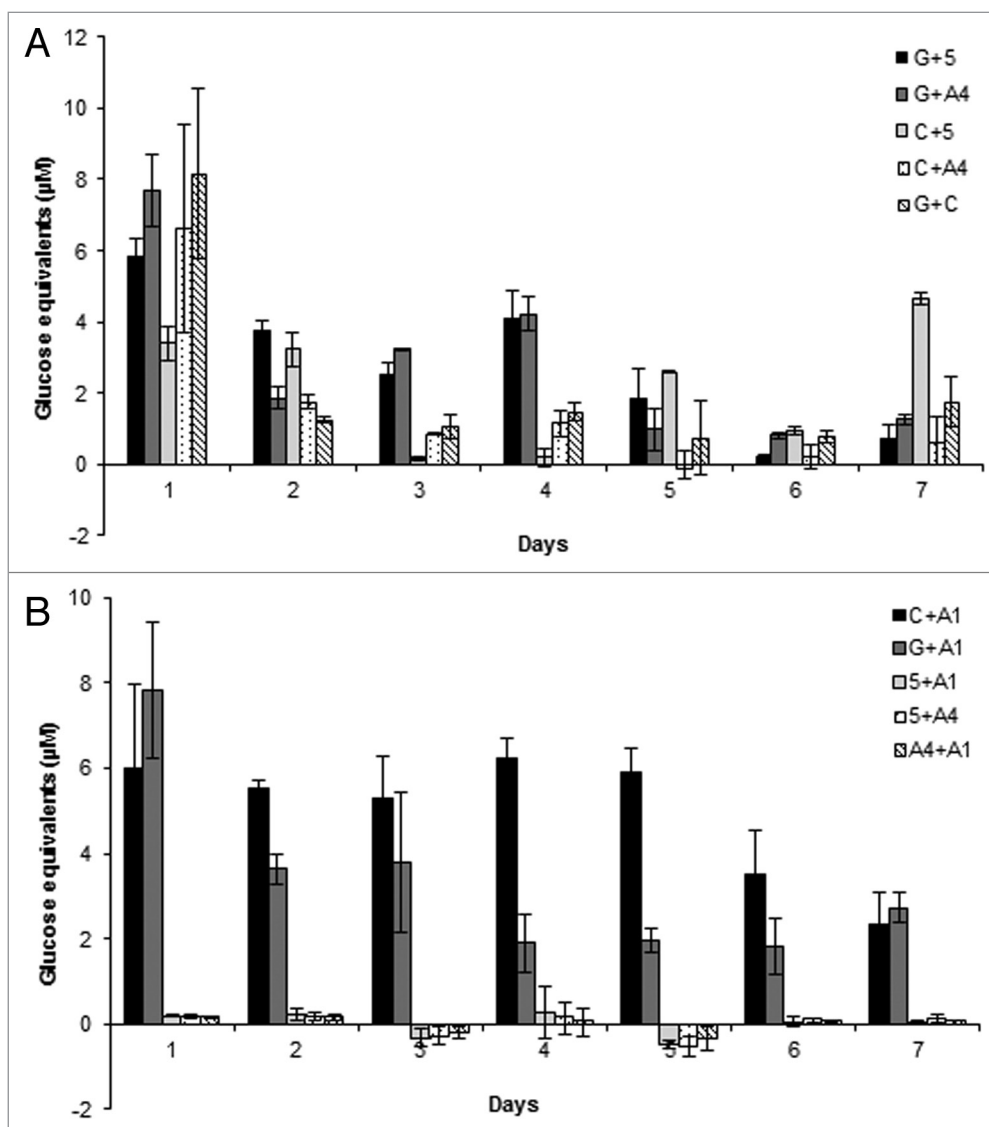 A
12
10
8
6
4
2
0
-2
Glucose equivalents (µM)
1 2 3 4 5 6 7
Days
G+5
G+A4
C+5
C+A4
G+C
B
10
8
6
4
2
0
-2
Glucose equivalents (µM)
1 2 3 4 5 6 7
Days
C+A1
G+A1
5+A1
5+A4
A4+A1